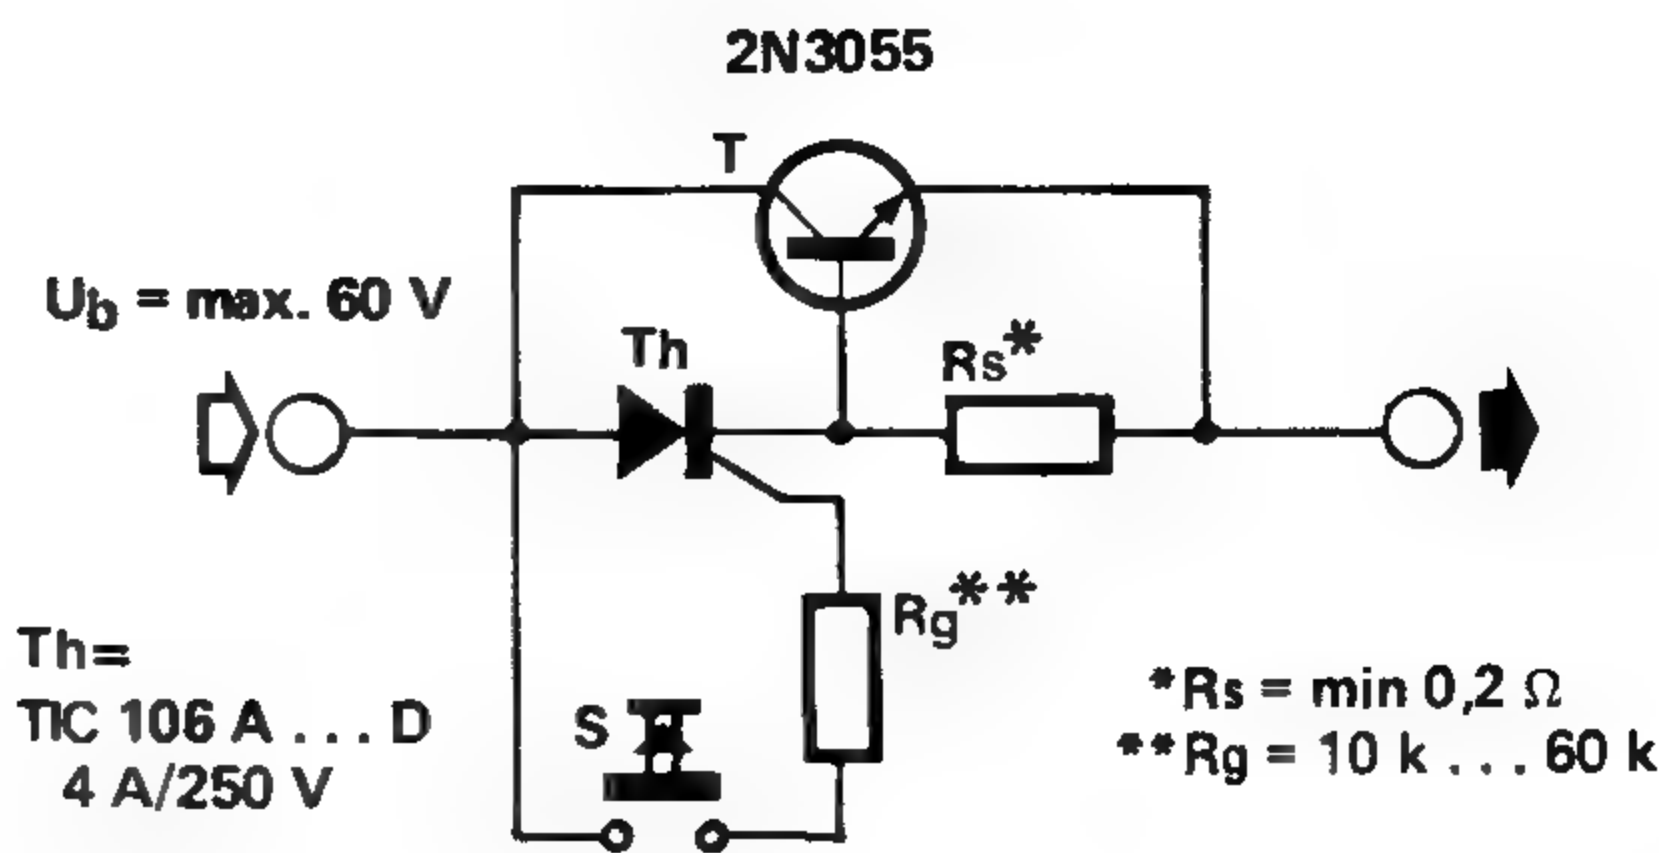 2N3055
T
Ub = max. 60 V
Th
Rs*
Rg**
Th=
TIC 106 A . . . D
4 A/250 V
S
*Rs = min 0,2 Ω
**Rg = 10 k . . . 60 k